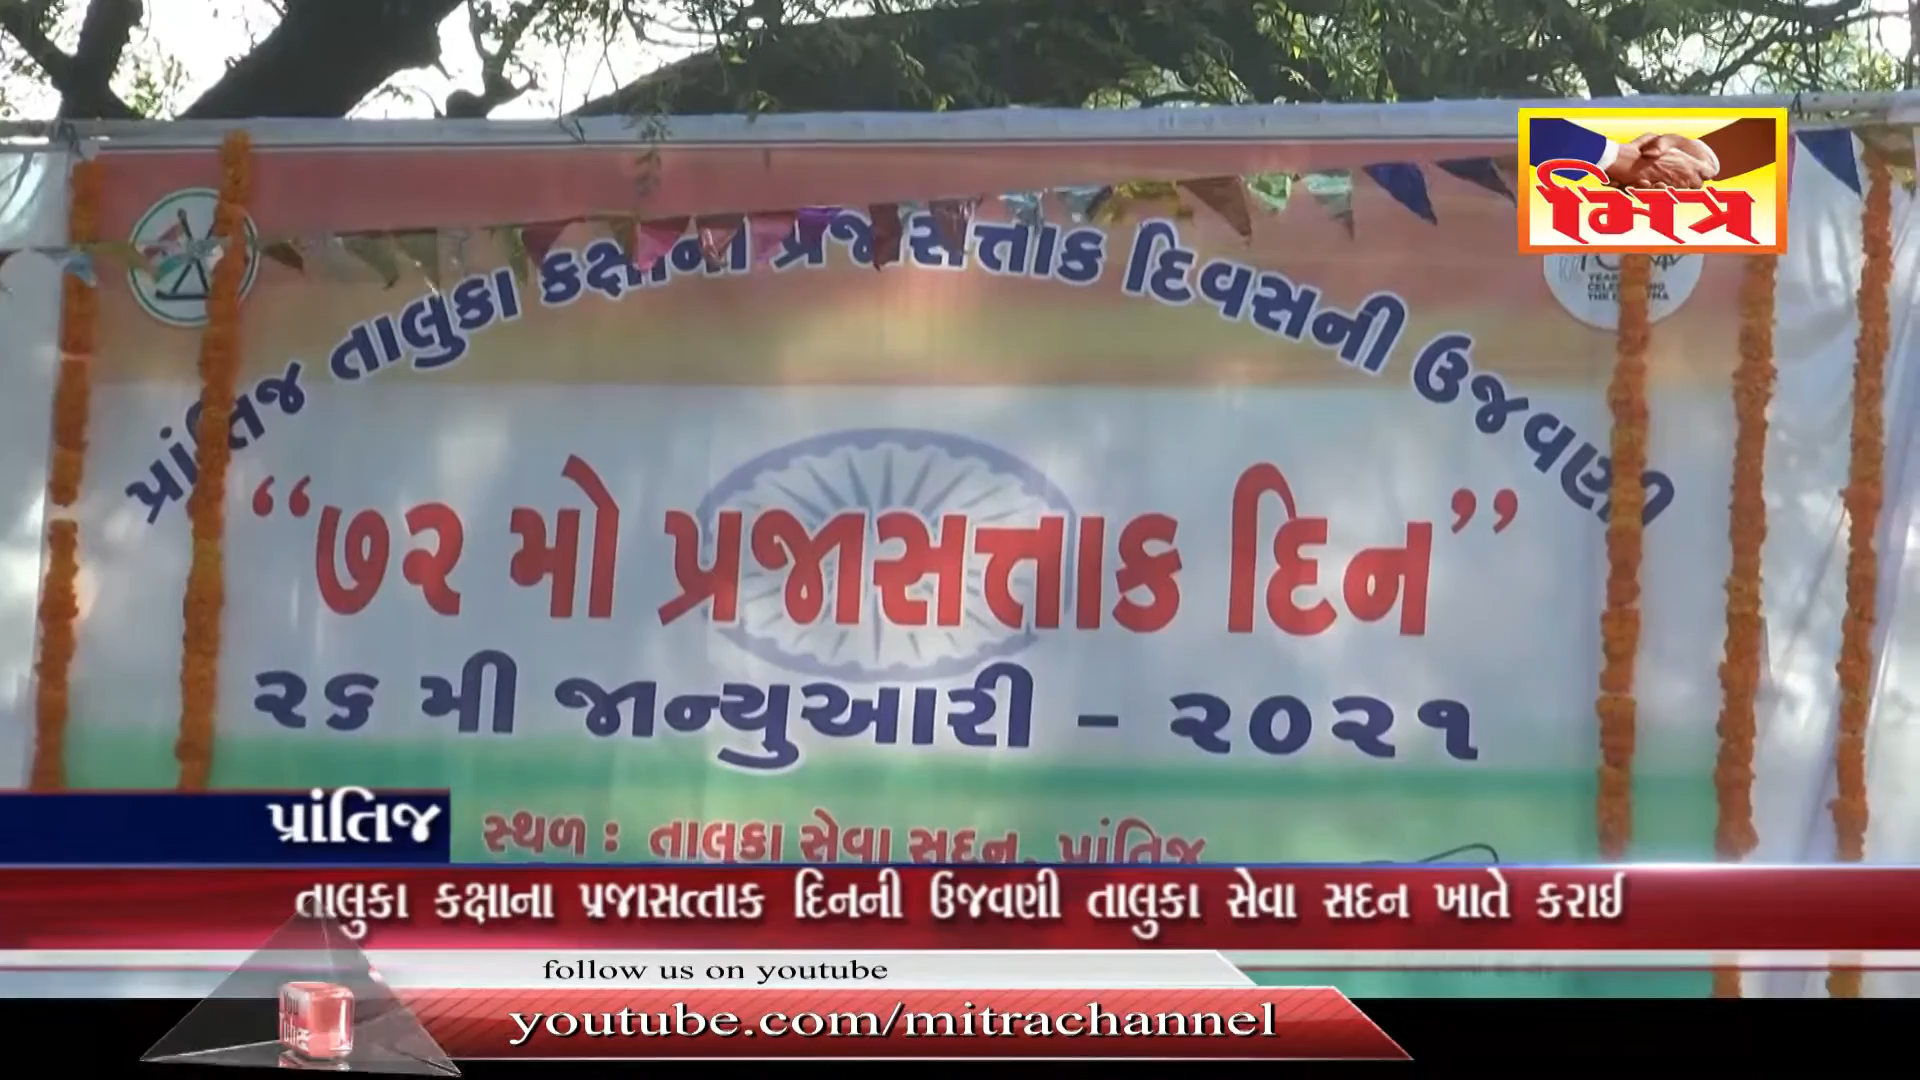 મિત્ર
પ્રાંતિજ તાલુકા કક્ષાના પ્રજાસત્તાક દિવસની ઉજવણી
“૭૨ મો પ્રજાસત્તાક દિન”
૨૬ મી જાન્યુઆરી - ૨૦૨૧
સ્થળ : તાલુકા સેવા સદન, પ્રાંતિજ
પ્રાંતિજ
તાલુકા કક્ષાના પ્રજાસત્તાક દિનની ઉજવણી તાલુકા સેવા સદન ખાતે કરાઈ
follow us on youtube
youtube.com/mitrachannel